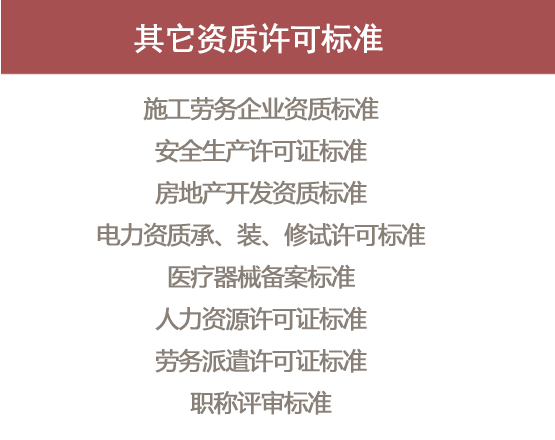 其它资质许可标准
施工劳务企业资质标准
安全生产许可证标准
房地产开发资质标准
电力资质承、装、修试许可标准
医疗器械备案标准
人力资源许可证标准
劳务派遣许可证标准
职称评审标准